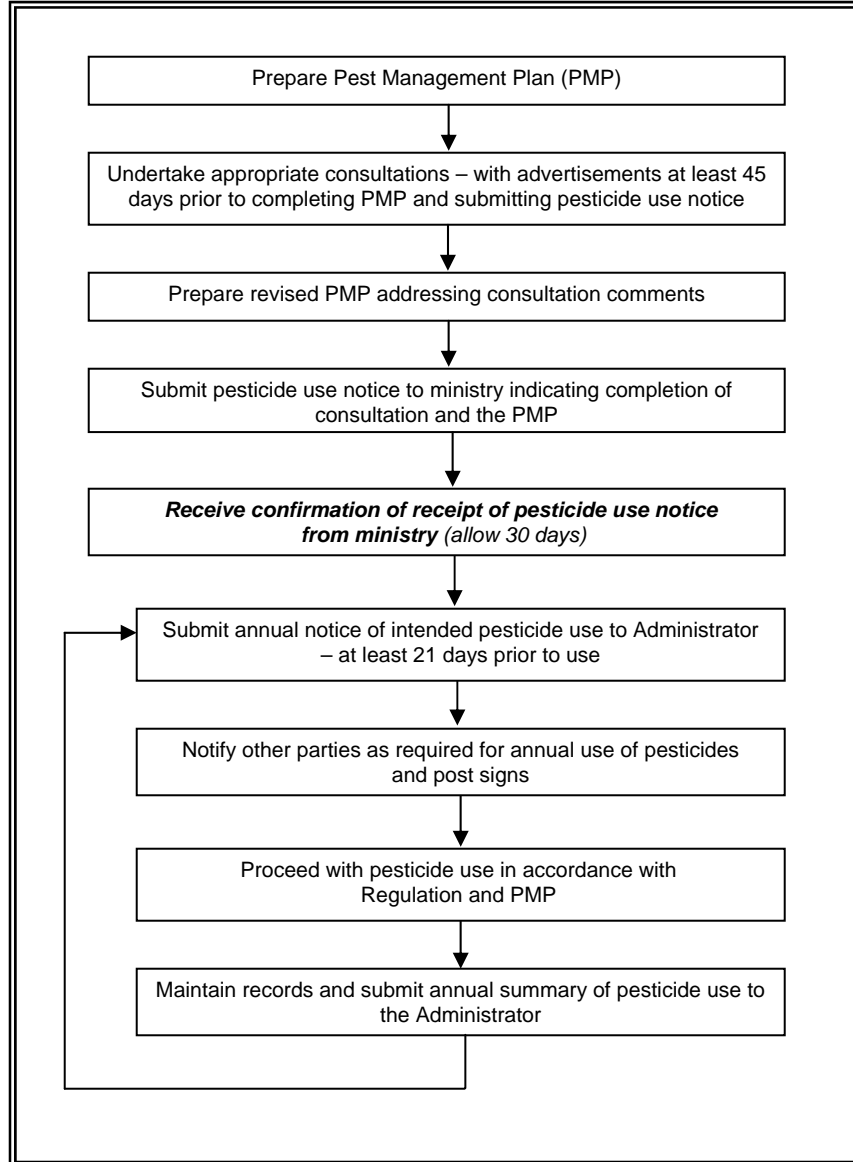 Prepare Pest Management Plan (PMP)
Undertake appropriate consultations – with advertisements at least 45
days prior to completing PMP and submitting pesticide use notice
Prepare revised PMP addressing consultation comments
Submit pesticide use notice to ministry indicating completion of
consultation and the PMP
Receive confirmation of receipt of pesticide use notice
from ministry (allow 30 days)
Submit annual notice of intended pesticide use to Administrator
– at least 21 days prior to use
Notify other parties as required for annual use of pesticides
and post signs
Proceed with pesticide use in accordance with
Regulation and PMP
Maintain records and submit annual summary of pesticide use to
the Administrator